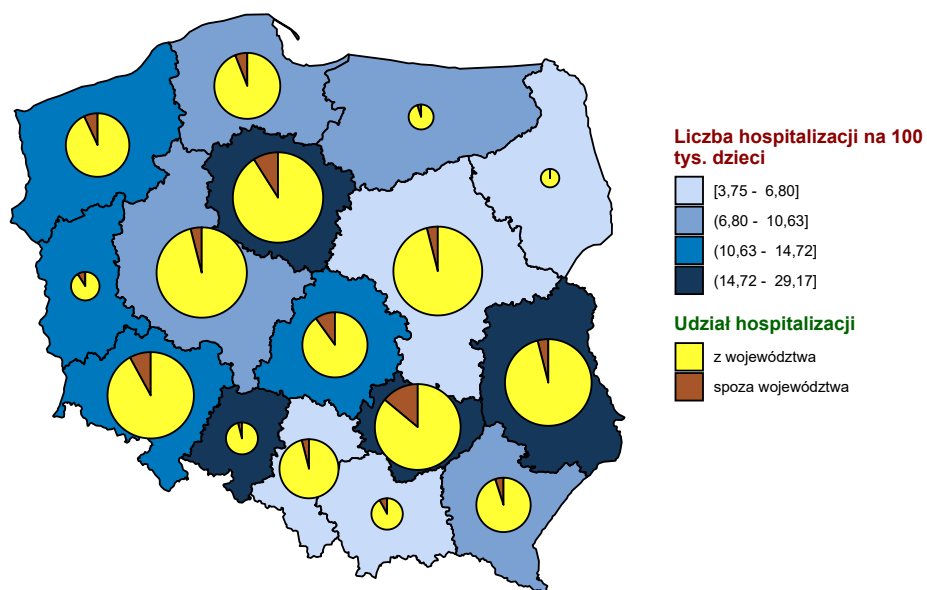 Liczba hospitalizacji na 100
tys. dzieci
[3,75 - 6,80]
(6,80 - 10,63]
(10,63 - 14,72]
(14,72 - 29,17]
Udział hospitalizacji
z województwa
spoza województwa